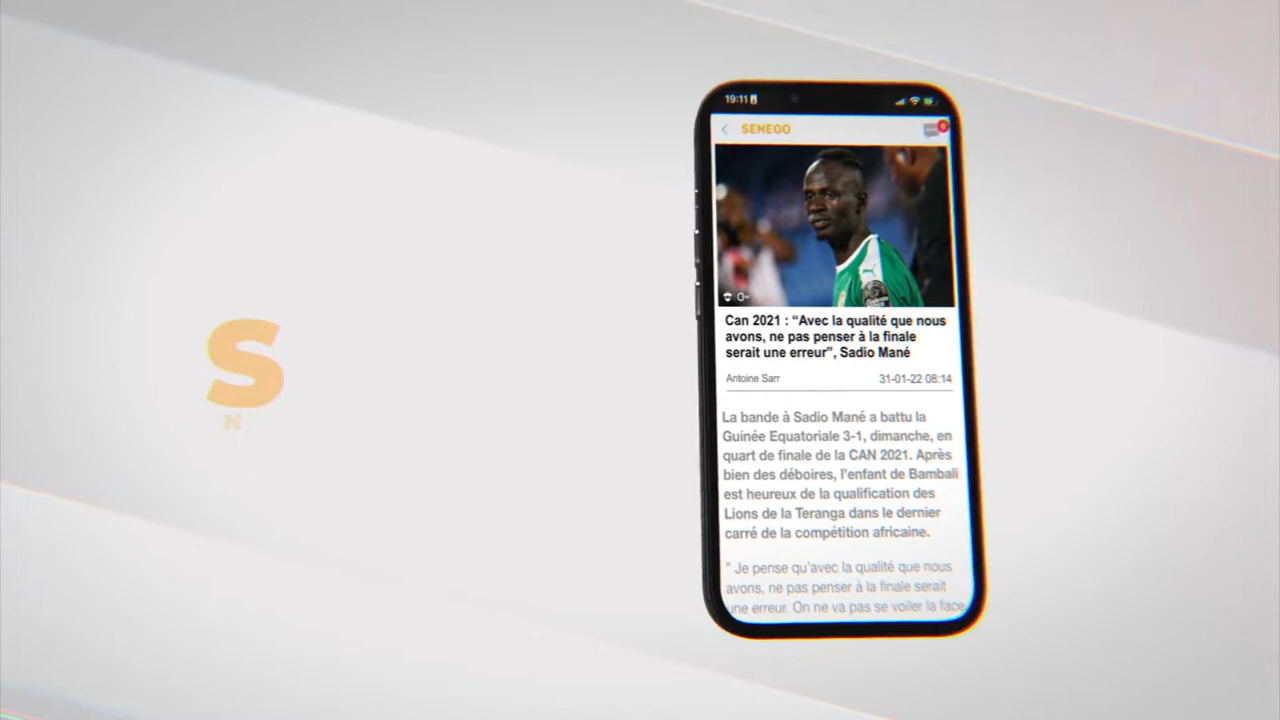 S
N
19:11
SENEGO
Can 2021 : “Avec la qualité que nous
avons, ne pas penser à la finale
serait une erreur”, Sadio Mané
Antoine Sarr 31-01-22 08:14
La bande à Sadio Mané a battu la
Guinée Equatoriale 3-1, dimanche, en
quart de finale de la CAN 2021. Après
bien des déboires, l'enfant de Bambali
est heureux de la qualification des
Lions de la Teranga dans le dernier
carré de la compétition africaine.
" Je pense qu'avec la qualité que nous
avons, ne pas penser à la finale serait
une erreur. On ne va pas se voiler la face